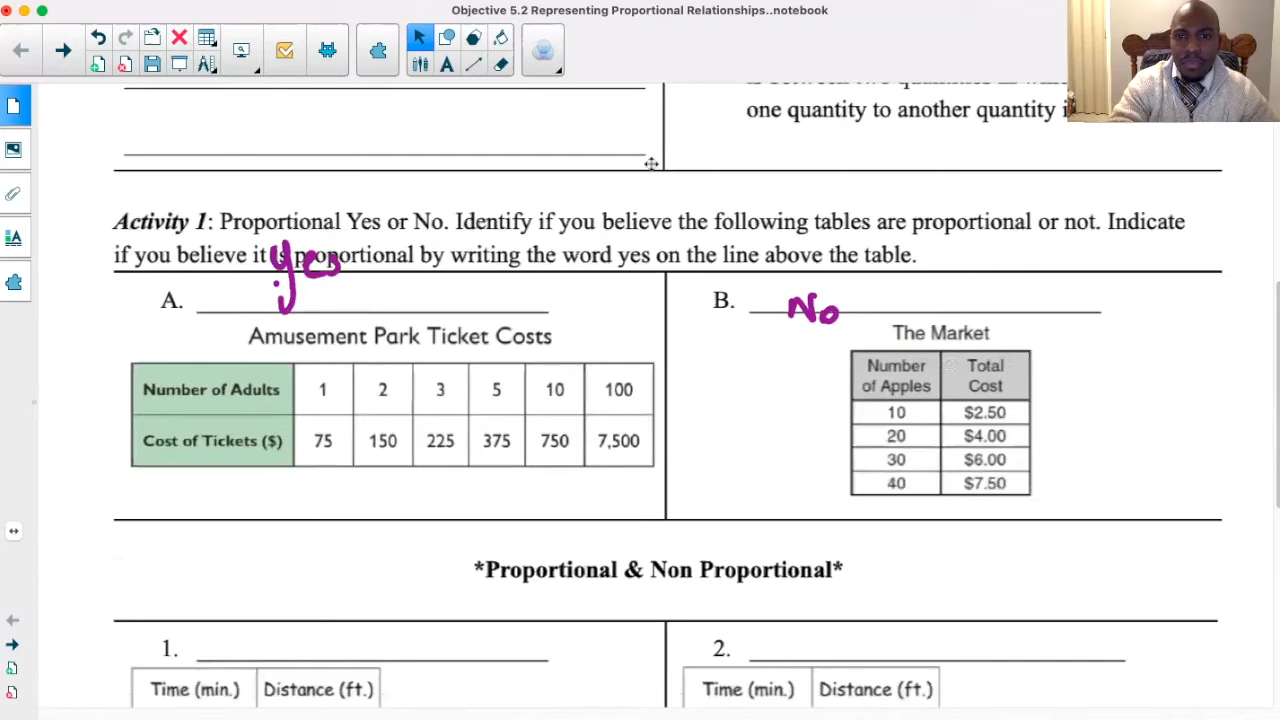 Objective 5.2 Representing Proportional Relationships..notebook
one quantity to another quantity i
Activity 1: Proportional Yes or No. Identify if you believe the following tables are proportional or not. Indicate
if you believe it is proportional by writing the word yes on the line above the table.
yes
A.
Amusement Park Ticket Costs
Number of Adults 1 2 3 5 10 100
Cost of Tickets ($) 75 150 225 375 750 7,500
B. No
The Market
Number of Apples Total Cost
10 $2.50
20 $4.00
30 $6.00
40 $7.50
*Proportional & Non Proportional*
1.
Time (min.) Distance (ft.)
2.
Time (min.) Distance (ft.)